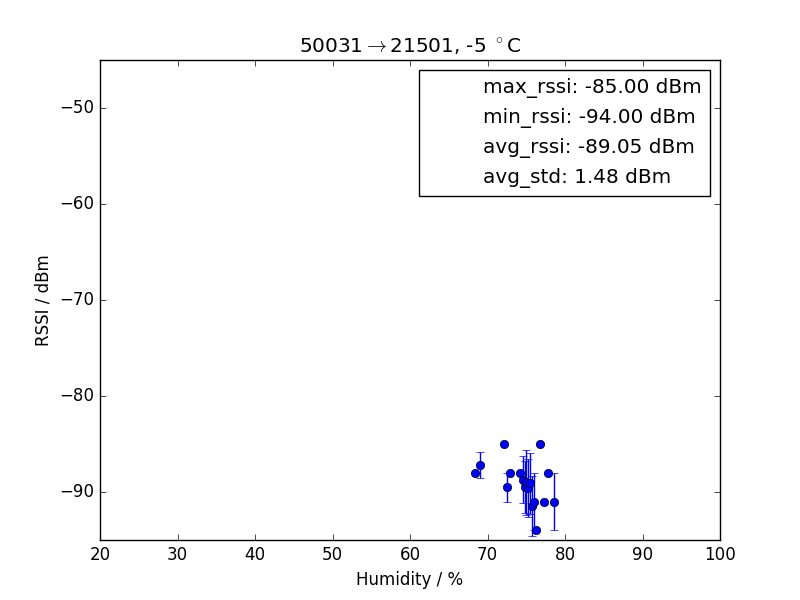 50031→21501, -5 °C
max_rssi: -85.00 dBm
min_rssi: -94.00 dBm
avg_rssi: -89.05 dBm
avg_std: 1.48 dBm
RSSI / dBm
−50
−60
−70
−80
−90
20 30 40 50 60 70 80 90 100
Humidity / %